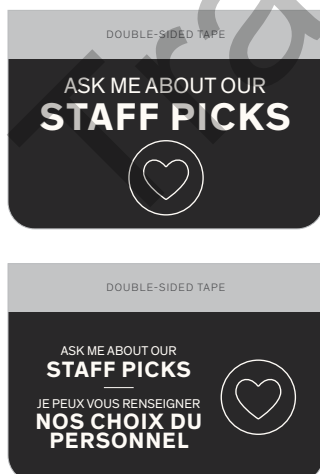 DOUBLE-SIDED TAPE
ASK ME ABOUT OUR
STAFF PICKS
DOUBLE-SIDED TAPE
ASK ME ABOUT OUR
STAFF PICKS
JE PEUX VOUS RENSEIGNER
NOS CHOIX DU
PERSONNEL